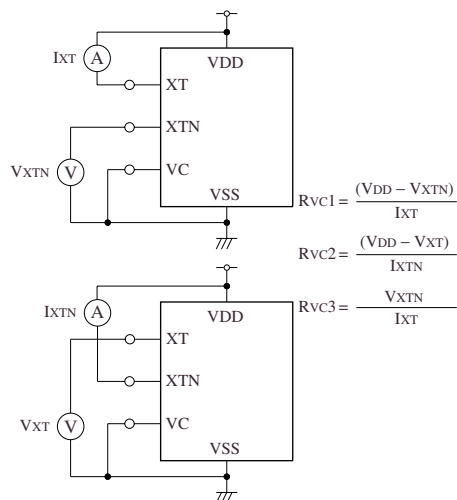 IXT
A
VDD
XT
XTN
VXTN
V
VC
VSS
RVC1 = (VDD – VXTN) / IXT
RVC2 = (VDD – VXT) / IXTN
RVC3 = VXTN / IXT
IXTN
A
VDD
XT
XTN
VXT
V
VC
VSS